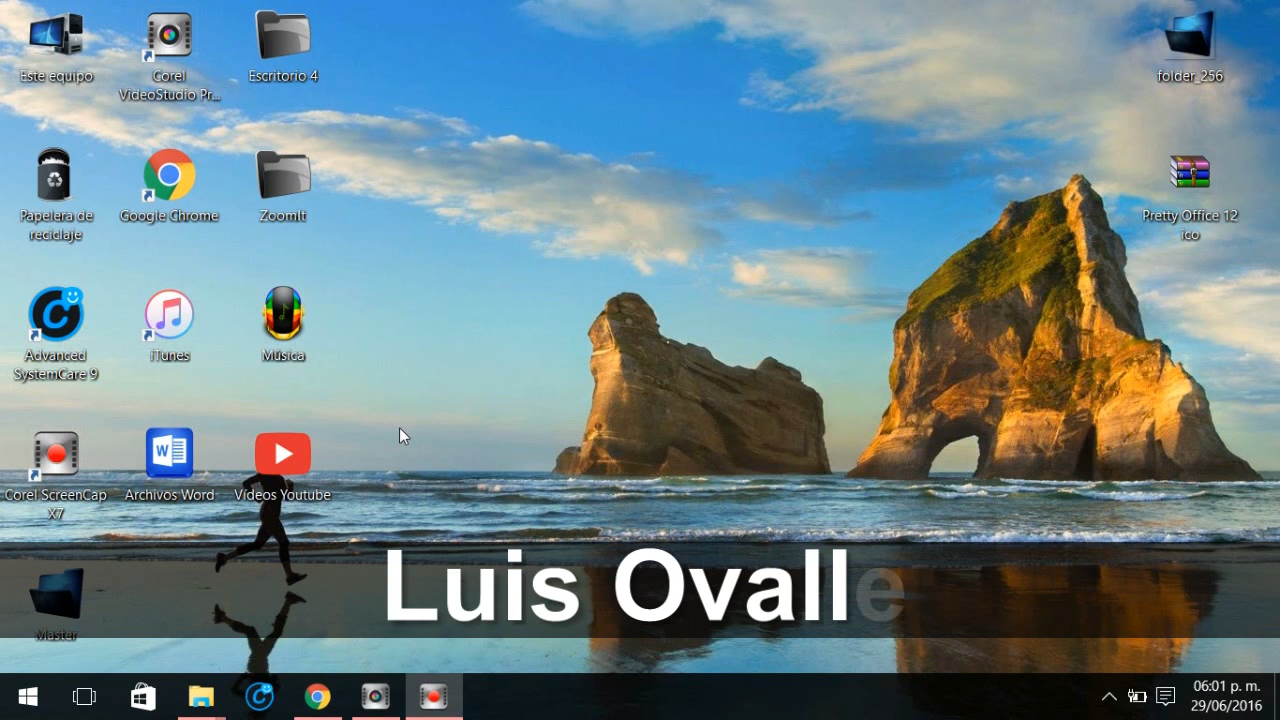 Este equipo
Corel
VideoStudio Pr...
Escritorio 4
folder_256
Papelera de
reciclaje
Google Chrome
ZoomIt
Pretty Office 12
ico
Advanced
SystemCare 9
iTunes
Música
W
Corel ScreenCap
X7
Archivos Word
Vídeos Youtube
Luis Ovalle
Master
06:01 p. m.
29/06/2016